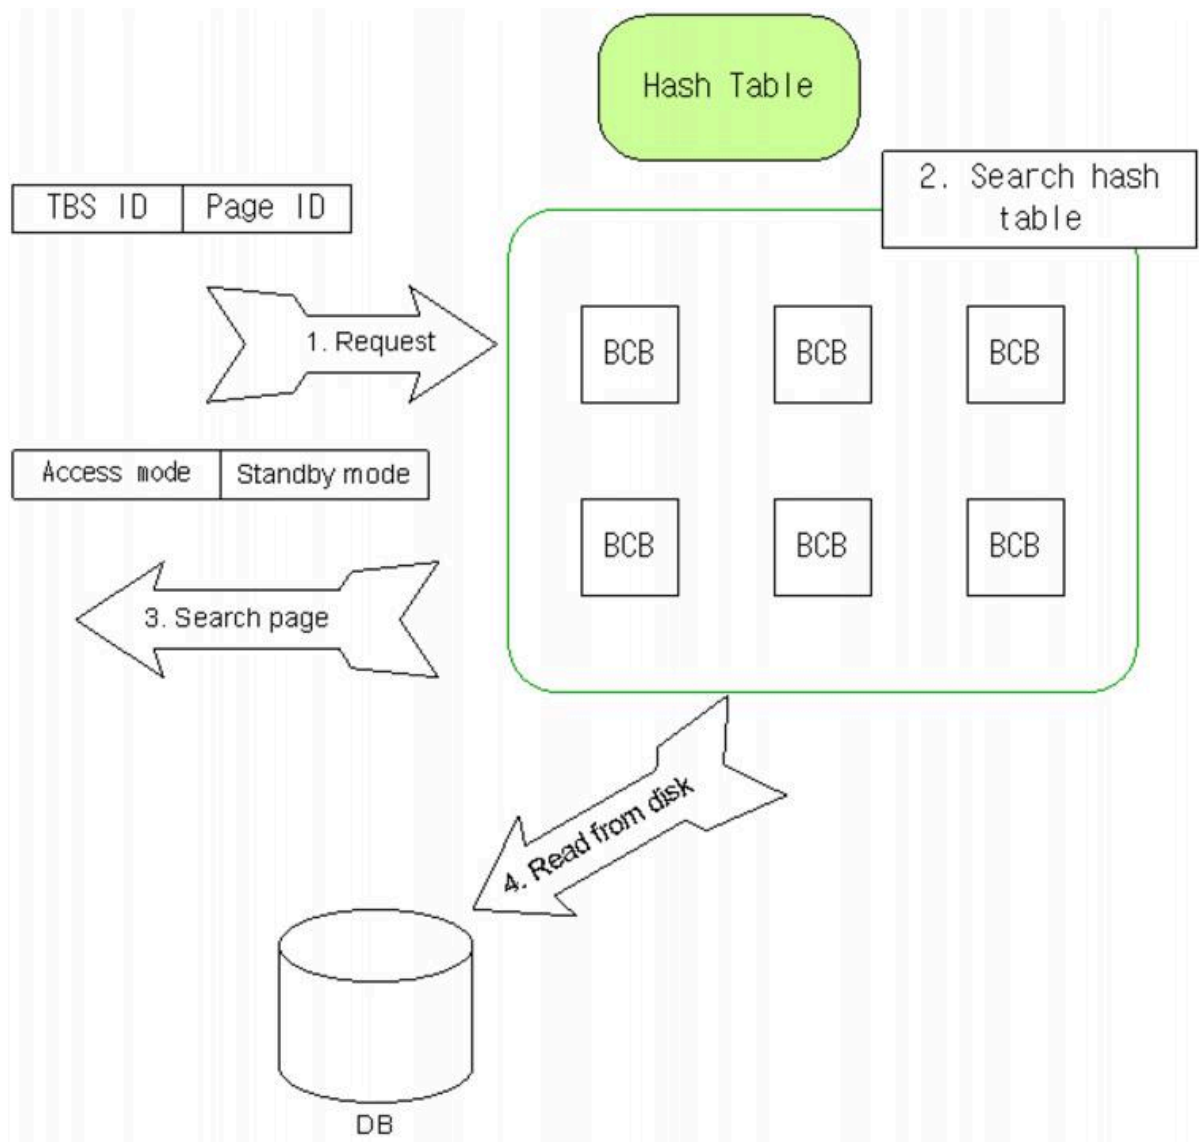 Hash Table
2. Search hash
table
TBS ID
Page ID
1. Request
BCB
BCB
BCB
Access mode
Standby mode
BCB
BCB
BCB
3. Search page
4. Read from disk
DB